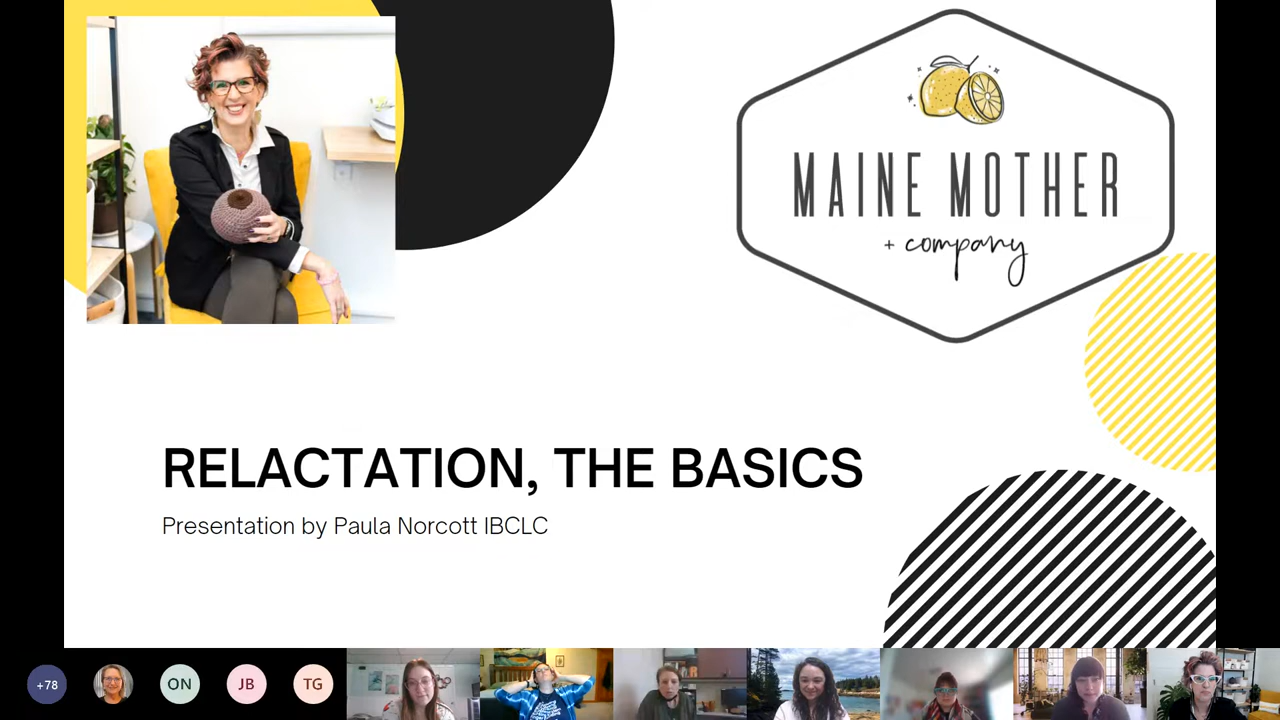 MAINE MOTHER
+ company
RELACTATION, THE BASICS
Presentation by Paula Norcott IBCLC
+78
ON
JB
TG